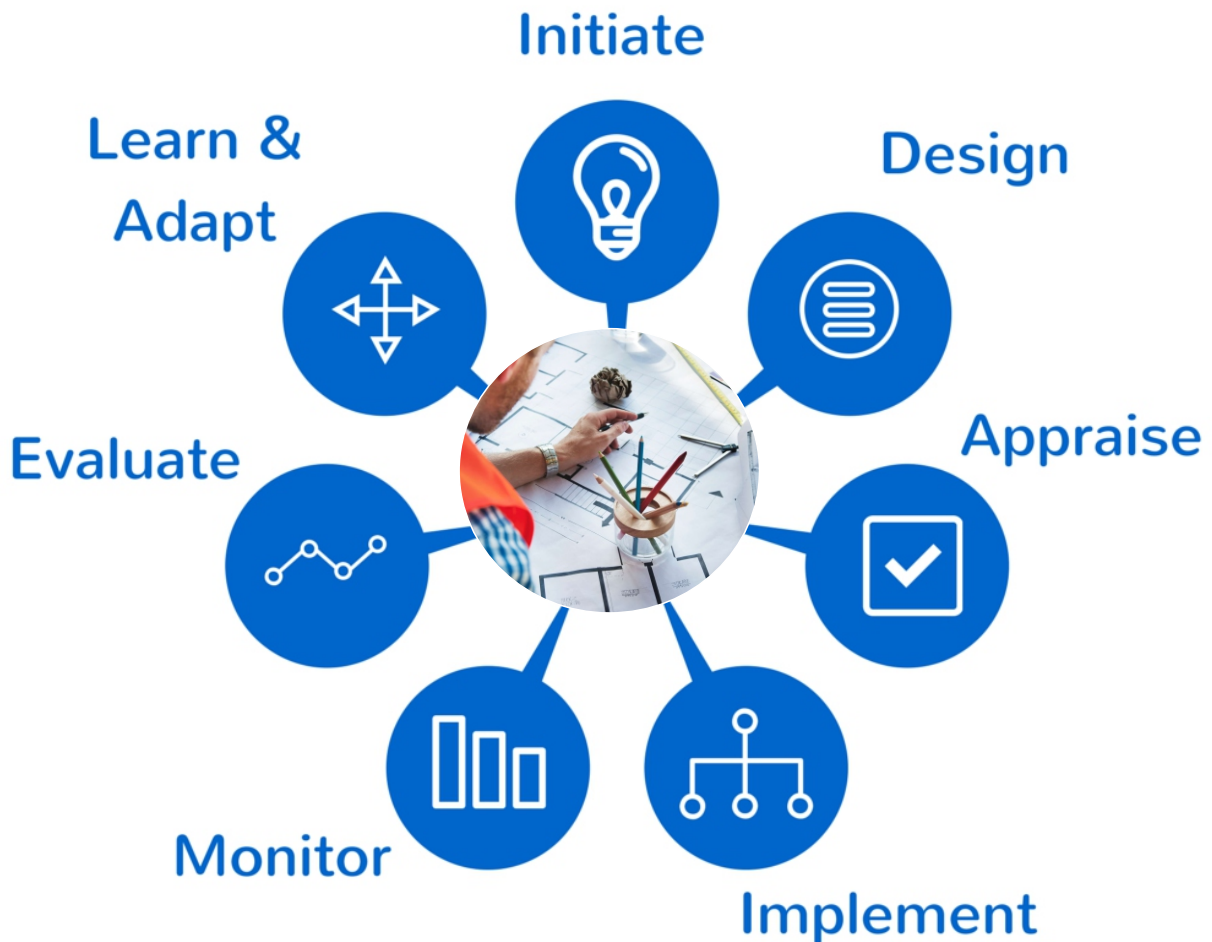 Initiate
Design
Appraise
Implement
Monitor
Evaluate
Learn &
Adapt